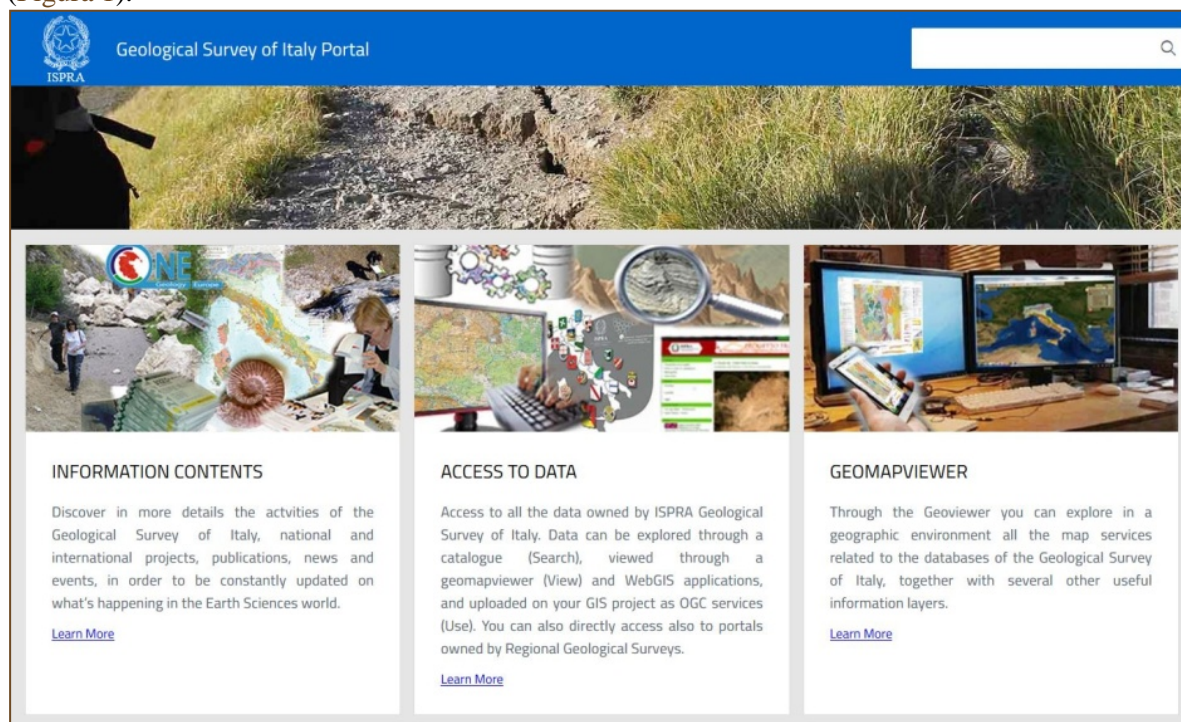 (Figura 1).
Geological Survey of Italy Portal
ISPRA
ONE
Geology Europe
INFORMATION CONTENTS
Discover in more details the actvities of the
Geological Survey of Italy, national and
international projects, publications, news and
events, in order to be constantly updated on
what's happening in the Earth Sciences world.
Learn More
ACCESS TO DATA
Access to all the data owned by ISPRA Geological
Survey of Italy. Data can be explored through a
catalogue (Search), viewed through a
geomapviewer (View) and WebGIS applications,
and uploaded on your GIS project as OGC services
(Use). You can also directly access also to portals
owned by Regional Geological Surveys.
Learn More
GEOMAPVIEWER
Through the Geoviewer you can explore in a
geographic environment all the map services
related to the databases of the Geological Survey
of Italy, together with several other useful
information layers.
Learn More